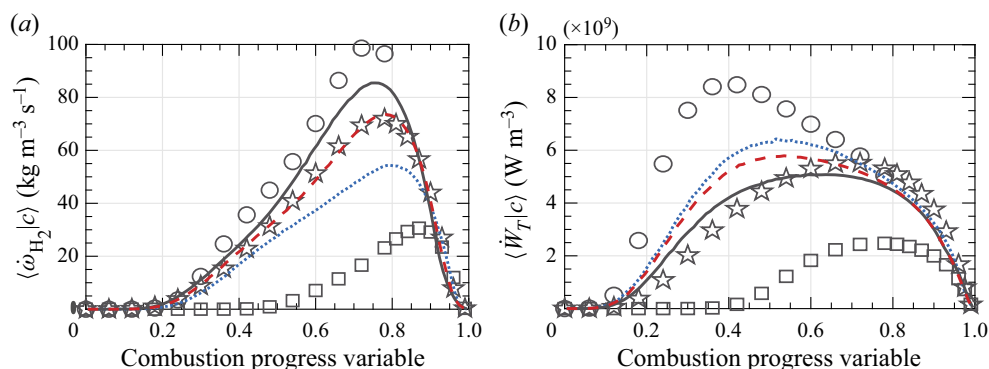 (a)
100
80
60
40
20
0
0 0.2 0.4 0.6 0.8 1.0
⟨ω̇H₂|c⟩ (kg m⁻³ s⁻¹)
Combustion progress variable
(b)
(×10⁹)
10
8
6
4
2
0
0.2 0.4 0.6 0.8 1.0
⟨ẆT|c⟩ (W m⁻³)
Combustion progress variable